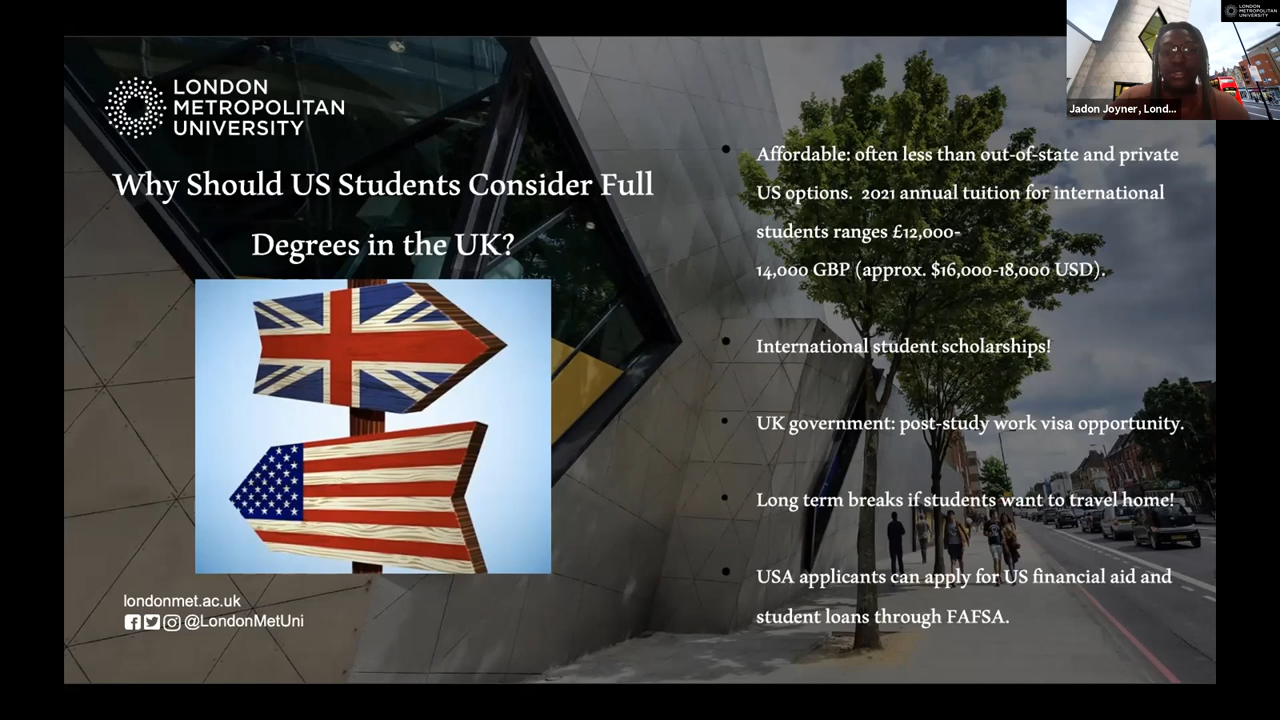 LONDON
METROPOLITAN
UNIVERSITY
Why Should US Students Consider Full
Degrees in the UK?
londonmet.ac.uk
@LondonMetUni
Affordable: often less than out-of-state and private
US options. 2021 annual tuition for international
students ranges £12,000-
14,000 GBP (approx. $16,000-18,000 USD).
International student scholarships!
UK government: post-study work visa opportunity.
Long term breaks if students want to travel home!
USA applicants can apply for US financial aid and
student loans through FAFSA.
Jadon Joyner, Lond...
LONDON
METROPOLITAN
UNIVERSITY